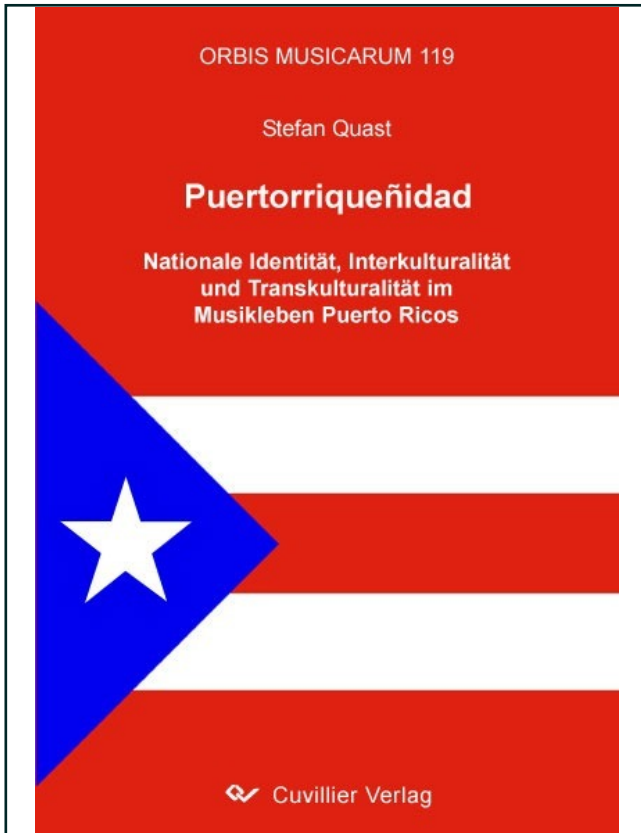 ORBIS MUSICARUM 119
Stefan Quast
Puertorriqueñidad
Nationale Identität, Interkulturalität
und Transkulturalität im
Musikleben Puerto Ricos
Cuvillier Verlag